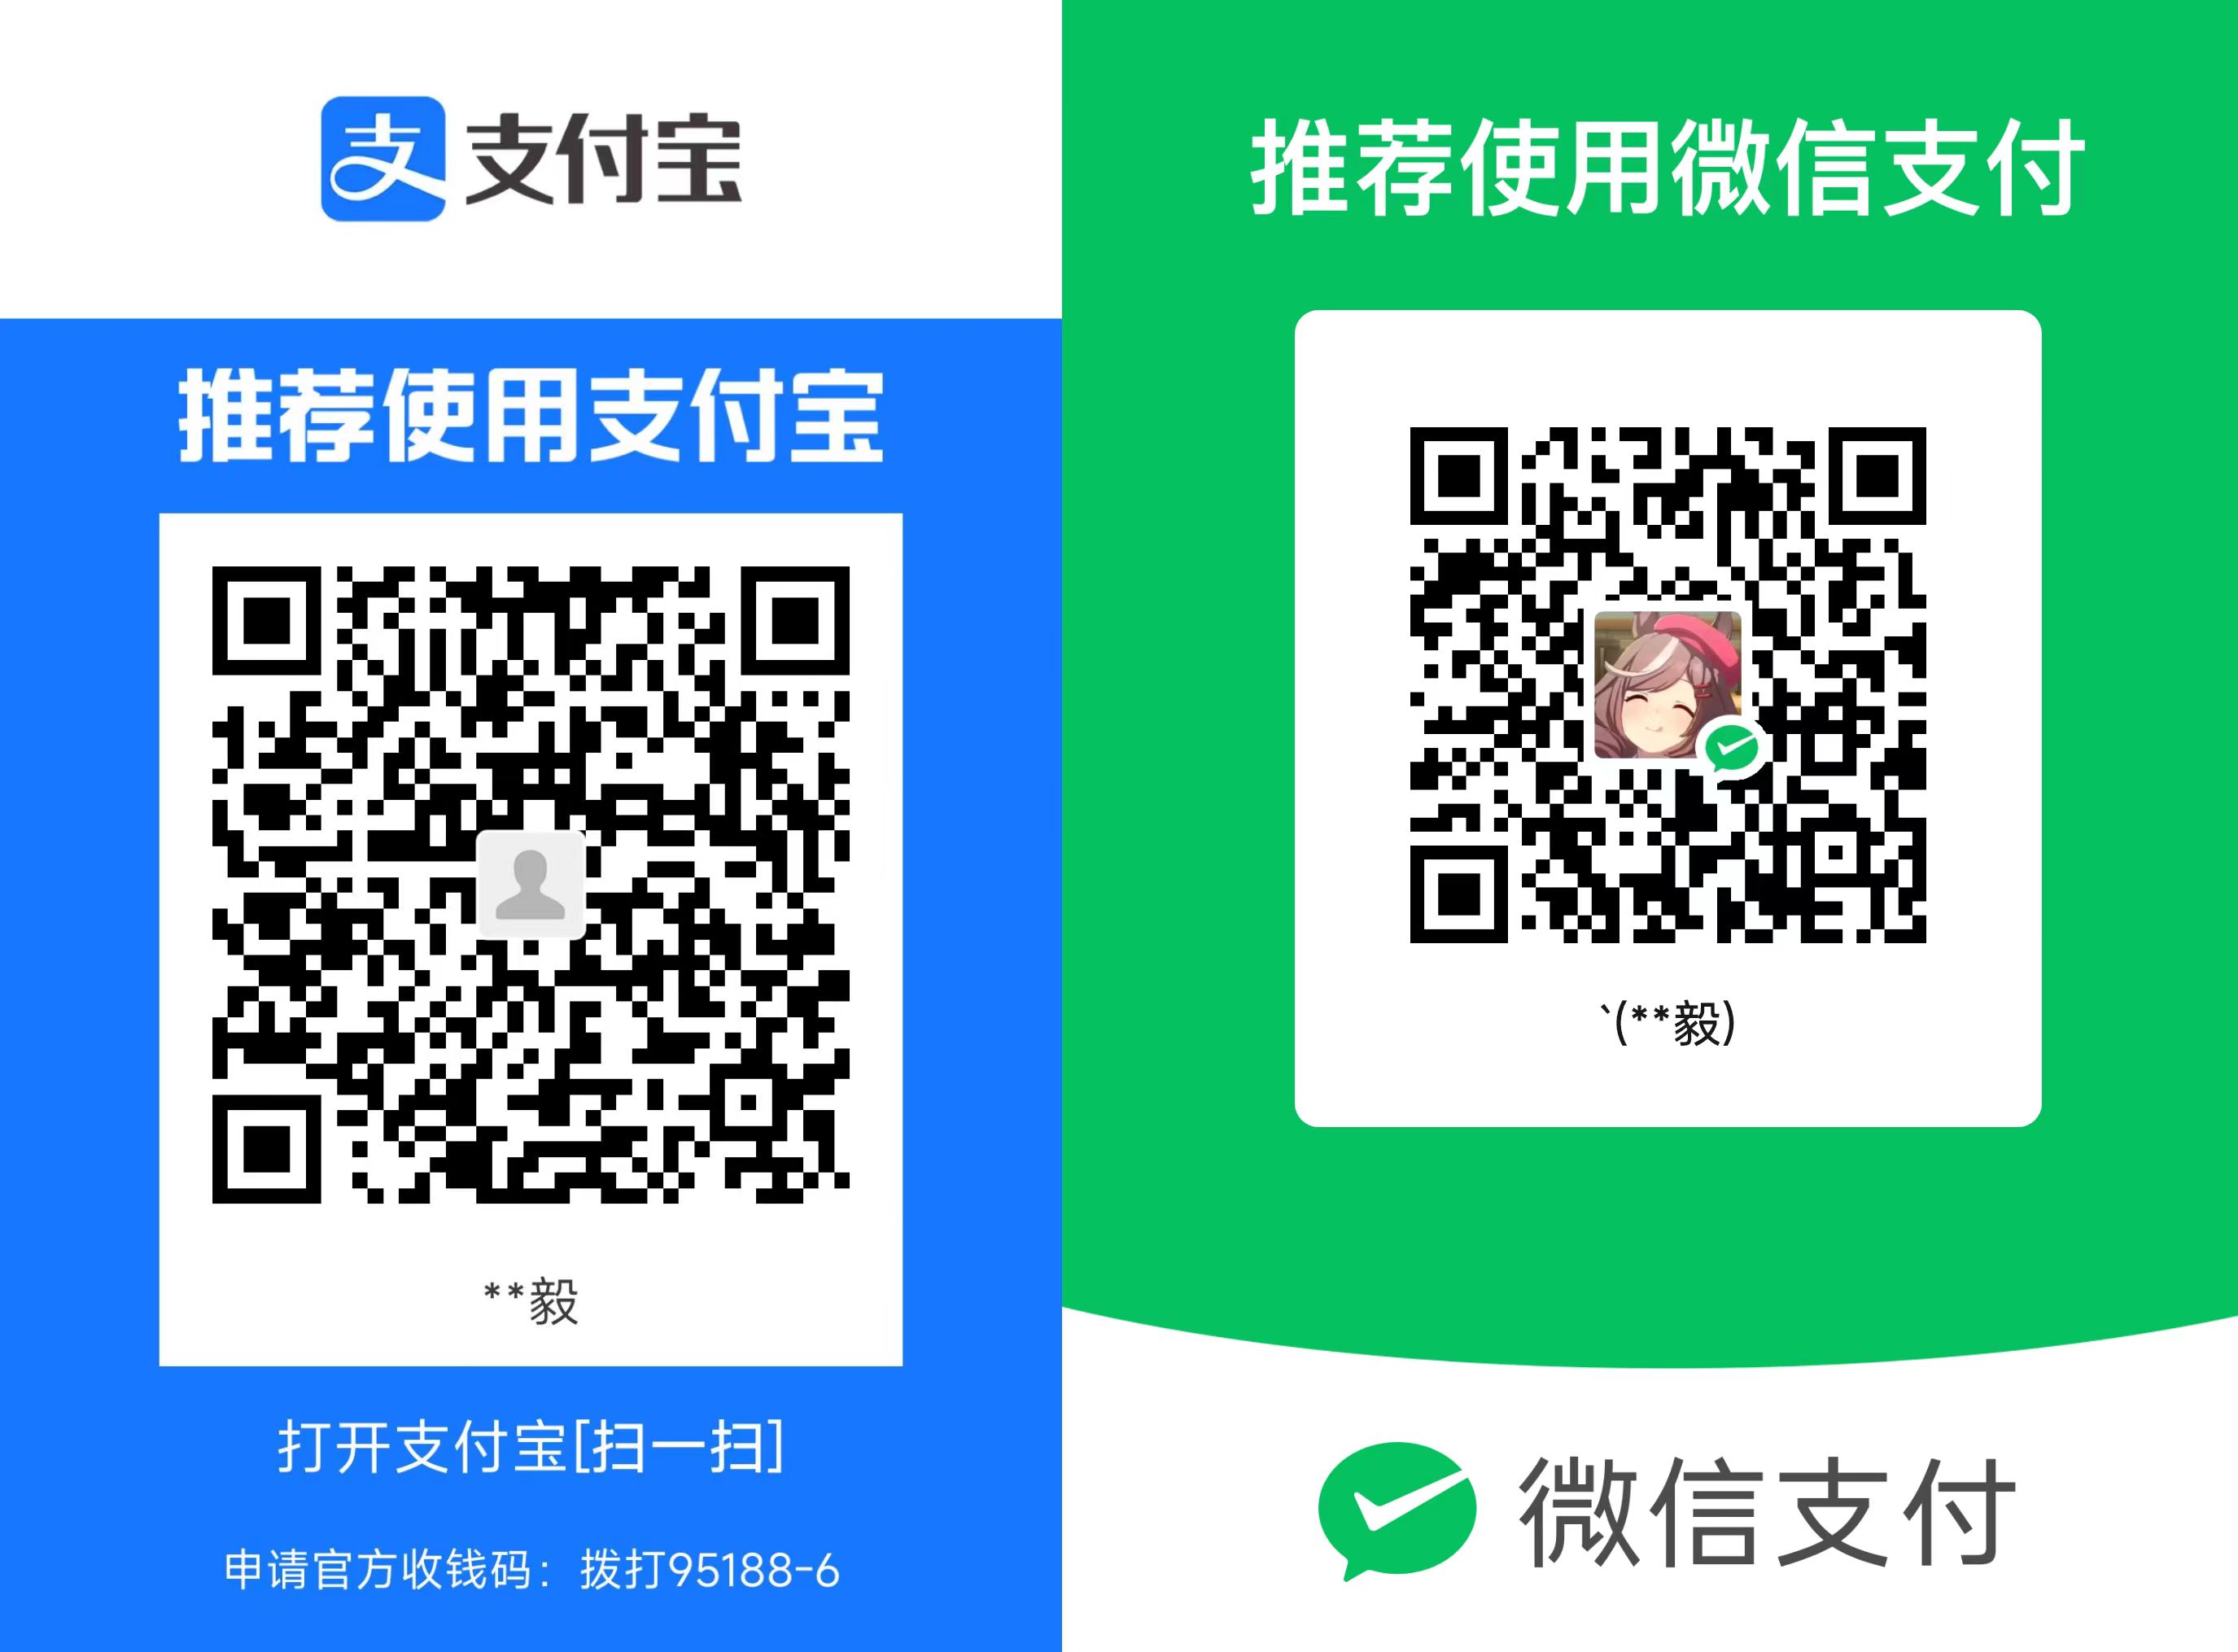 支 支付宝
推荐使用支付宝
**毅
打开支付宝[扫一扫]
申请官方收钱码：拨打95188-6
推荐使用微信支付
`(**毅)
微信支付